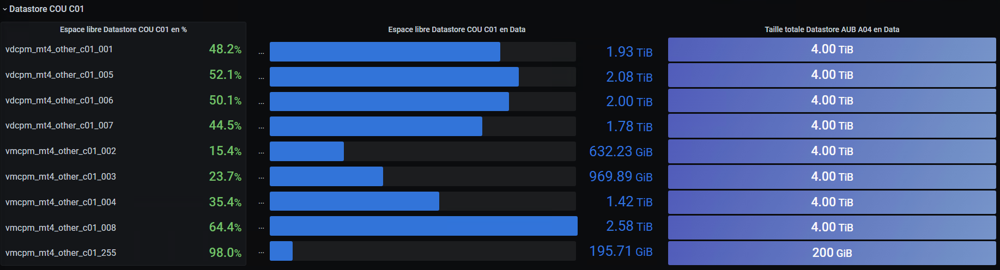 Datastore COU C01
Espace libre Datastore COU C01 en % Espace libre Datastore COU C01 en Data Taille totale Datastore AUB A04 en Data
vdcpm_mt4_other_c01_001 48.2% ... 1.93 TiB 4.00 TiB
vdcpm_mt4_other_c01_005 52.1% ... 2.08 TiB 4.00 TiB
vdcpm_mt4_other_c01_006 50.1% ... 2.00 TiB 4.00 TiB
vdcpm_mt4_other_c01_007 44.5% ... 1.78 TiB 4.00 TiB
vmcpm_mt4_other_c01_002 15.4% ... 632.23 GiB 4.00 TiB
vmcpm_mt4_other_c01_003 23.7% ... 969.89 GiB 4.00 TiB
vmcpm_mt4_other_c01_004 35.4% ... 1.42 TiB 4.00 TiB
vmcpm_mt4_other_c01_008 64.4% ... 2.58 TiB 4.00 TiB
vmcpm_mt4_other_c01_255 98.0% ... 195.71 GiB 200 GiB